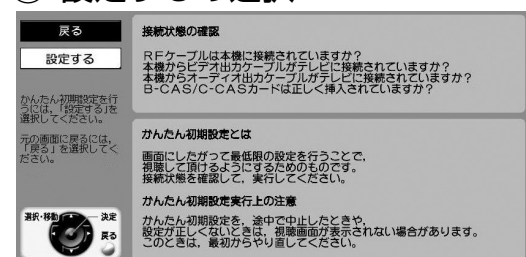 戻る
設定する
かんたん初期設定を行
うには,「設定する」を
選択してください。
元の画面に戻るには,
「戻る」を選択してく
ださい。
選択・移動
決定
戻る
接続状態の確認
RFケーブルは本機に接続されていますか?
本機からビデオ出力ケーブルがテレビに接続されていますか?
本機からオーディオ出力ケーブルがテレビに接続されていますか?
B-CAS/C-CASカードは正しく挿入されていますか?
かんたん初期設定とは
画面にしたがって最低限の設定を行うことで,
視聴して頂けるようにするためのものです。
接続状態を確認して,実行してください。
かんたん初期設定実行上の注意
かんたん初期設定を,途中で中止したときや,
設定が正しくないときは,視聴画面が表示されない場合があります。
このときは,最初からやり直してください。